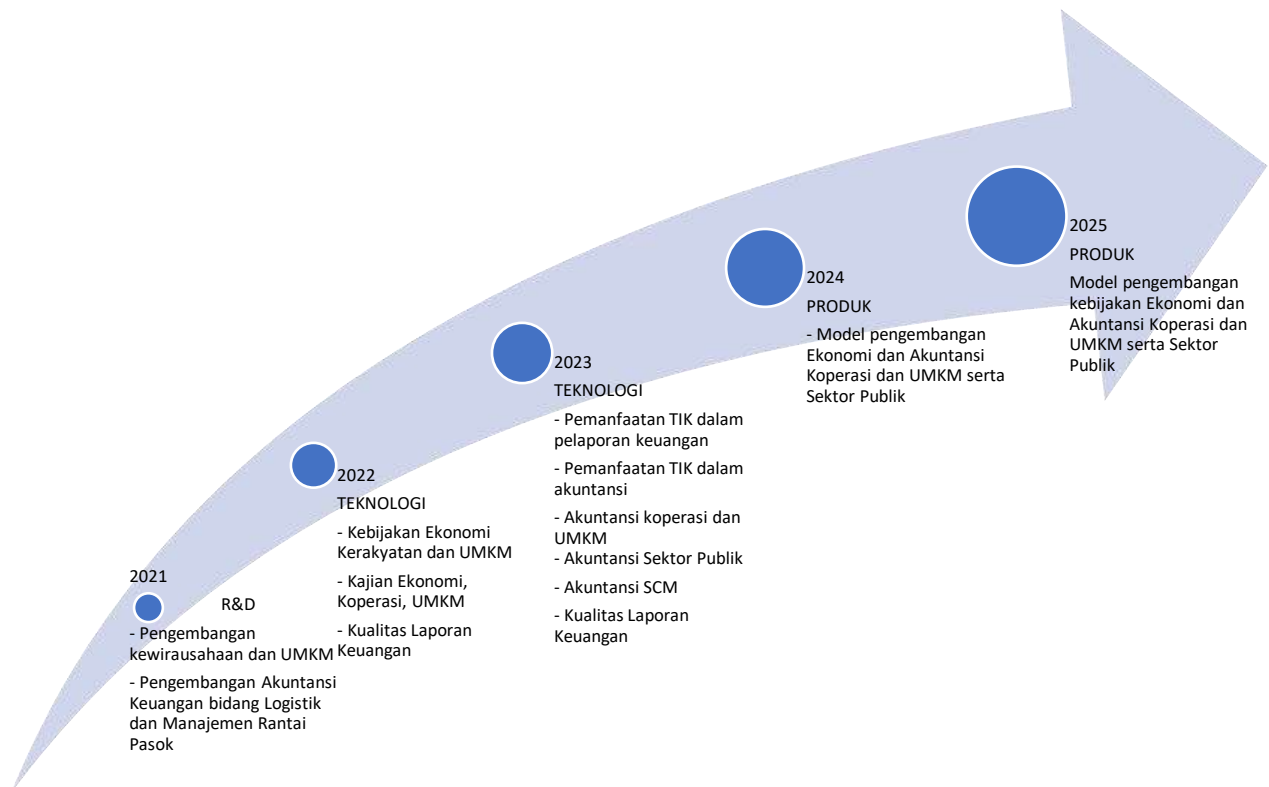 2021
R&D
- Pengembangan
kewirausahaan dan UMKM
- Pengembangan Akuntansi
Keuangan bidang Logistik
dan Manajemen Rantai
Pasok
2022
TEKNOLOGI
- Kebijakan Ekonomi
Kerakyatan dan UMKM
- Kajian Ekonomi,
Koperasi, UMKM
- Kualitas Laporan
Keuangan
2023
TEKNOLOGI
- Pemanfaatan TIK dalam
pelaporan keuangan
- Pemanfaatan TIK dalam
akuntansi
- Akuntansi koperasi dan
UMKM
- Akuntansi Sektor Publik
- Akuntansi SCM
- Kualitas Laporan
Keuangan
2024
PRODUK
- Model pengembangan
Ekonomi dan Akuntansi
Koperasi dan UMKM serta
Sektor Publik
2025
PRODUK
Model pengembangan
kebijakan Ekonomi dan
Akuntansi Koperasi dan
UMKM serta Sektor
Publik